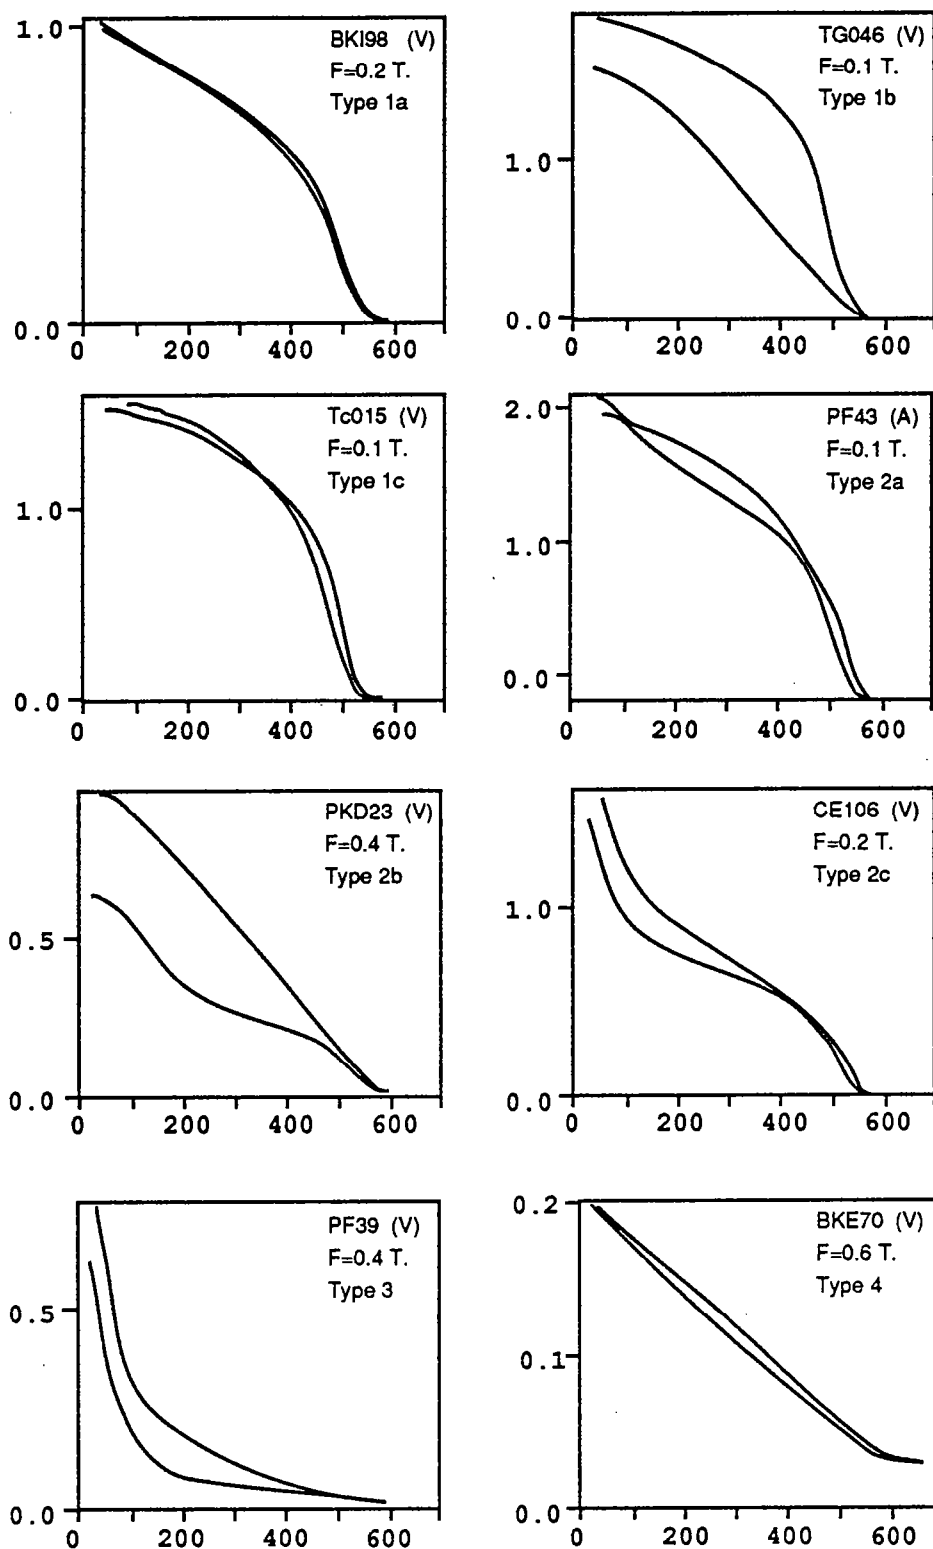 1.0
BKI98 (V)
F=0.2 T.
Type 1a
0.0
0 200 400 600
TG046 (V)
F=0.1 T.
Type 1b
1.0
0.0
0 200 400 600
Tc015 (V)
F=0.1 T.
Type 1c
1.0
0.0
0 200 400 600
2.0
PF43 (A)
F=0.1 T.
Type 2a
1.0
0.0
0 200 400 600
PKD23 (V)
F=0.4 T.
Type 2b
0.5
0.0
0 200 400 600
CE106 (V)
F=0.2 T.
Type 2c
1.0
0.0
0 200 400 600
PF39 (V)
F=0.4 T.
Type 3
0.5
0.0
0 200 400 600
0.2
BKE70 (V)
F=0.6 T.
Type 4
0.1
0.0
0 200 400 600